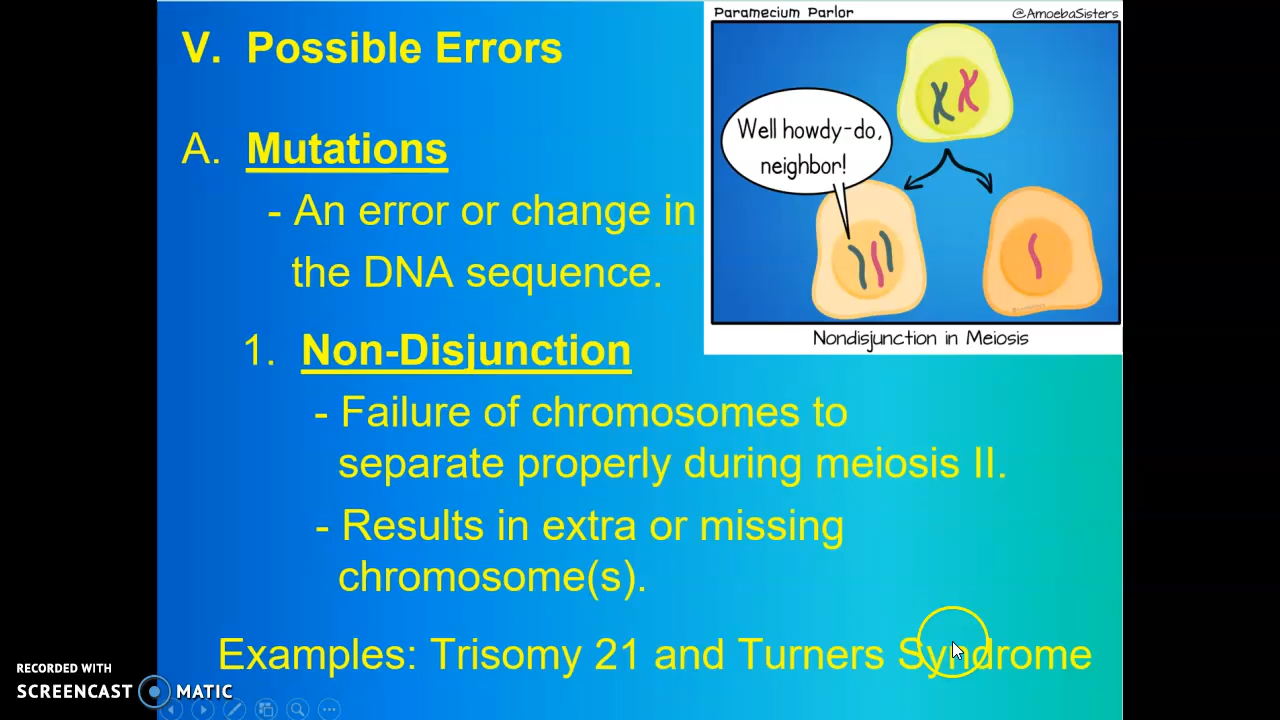 V. Possible Errors
A. Mutations
- An error or change in
the DNA sequence.
1. Non-Disjunction
- Failure of chromosomes to
separate properly during meiosis II.
- Results in extra or missing
chromosome(s).
Examples: Trisomy 21 and Turners Syndrome
Paramecium Parlor @AmoebaSisters
Well howdy-do,
neighbor!
Nondisjunction in Meiosis
RECORDED WITH
SCREENCAST MATIC